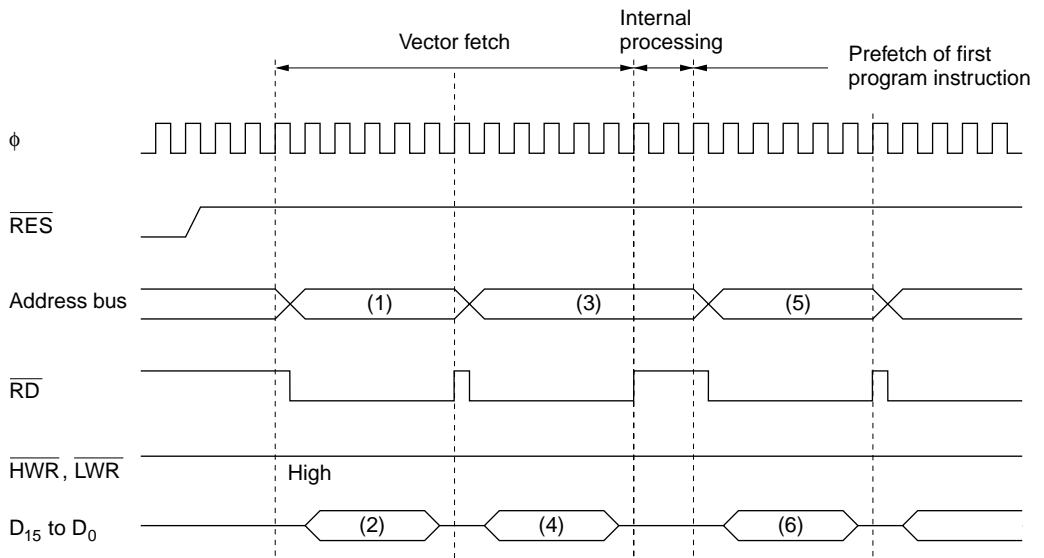 Vector fetch
Internal
processing
Prefetch of first
program instruction
ϕ
RES
Address bus
(1)
(3)
(5)
RD
HWR, LWR
High
D15 to D0
(2)
(4)
(6)